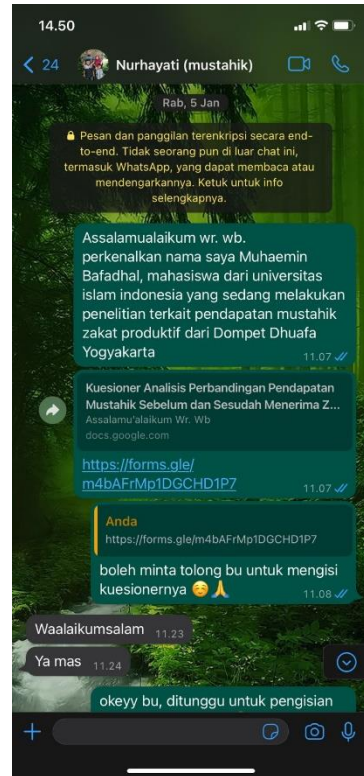 14.50
24
Nurhayati (mustahik)
Rab, 5 Jan
Pesan dan panggilan terenkripsi secara end-
to-end. Tidak seorang pun di luar chat ini,
termasuk WhatsApp, yang dapat membaca atau
mendengarkannya. Ketuk untuk info
selengkapnya.
Assalamualaikum wr. wb.
perkenalkan nama saya Muhaemin
Bafadhal, mahasiswa dari universitas
islam indonesia yang sedang melakukan
penelitian terkait pendapatan mustahik
zakat produktif dari Dompet Dhuafa
Yogyakarta
11.07
Kuesioner Analisis Perbandingan Pendapatan
Mustahik Sebelum dan Sesudah Menerima Z...
Assalamu'alaikum Wr. Wb
docs.google.com
https://forms.gle/
m4bAFrMp1DGCHD1P7
11.07
Anda
https://forms.gle/m4bAFrMp1DGCHD1P7
boleh minta tolong bu untuk mengisi
kuesionernya ☺️🙏
11.08
Waalaikumsalam 11.23
Ya mas 11.24
okeyy bu, ditunggu untuk pengisian